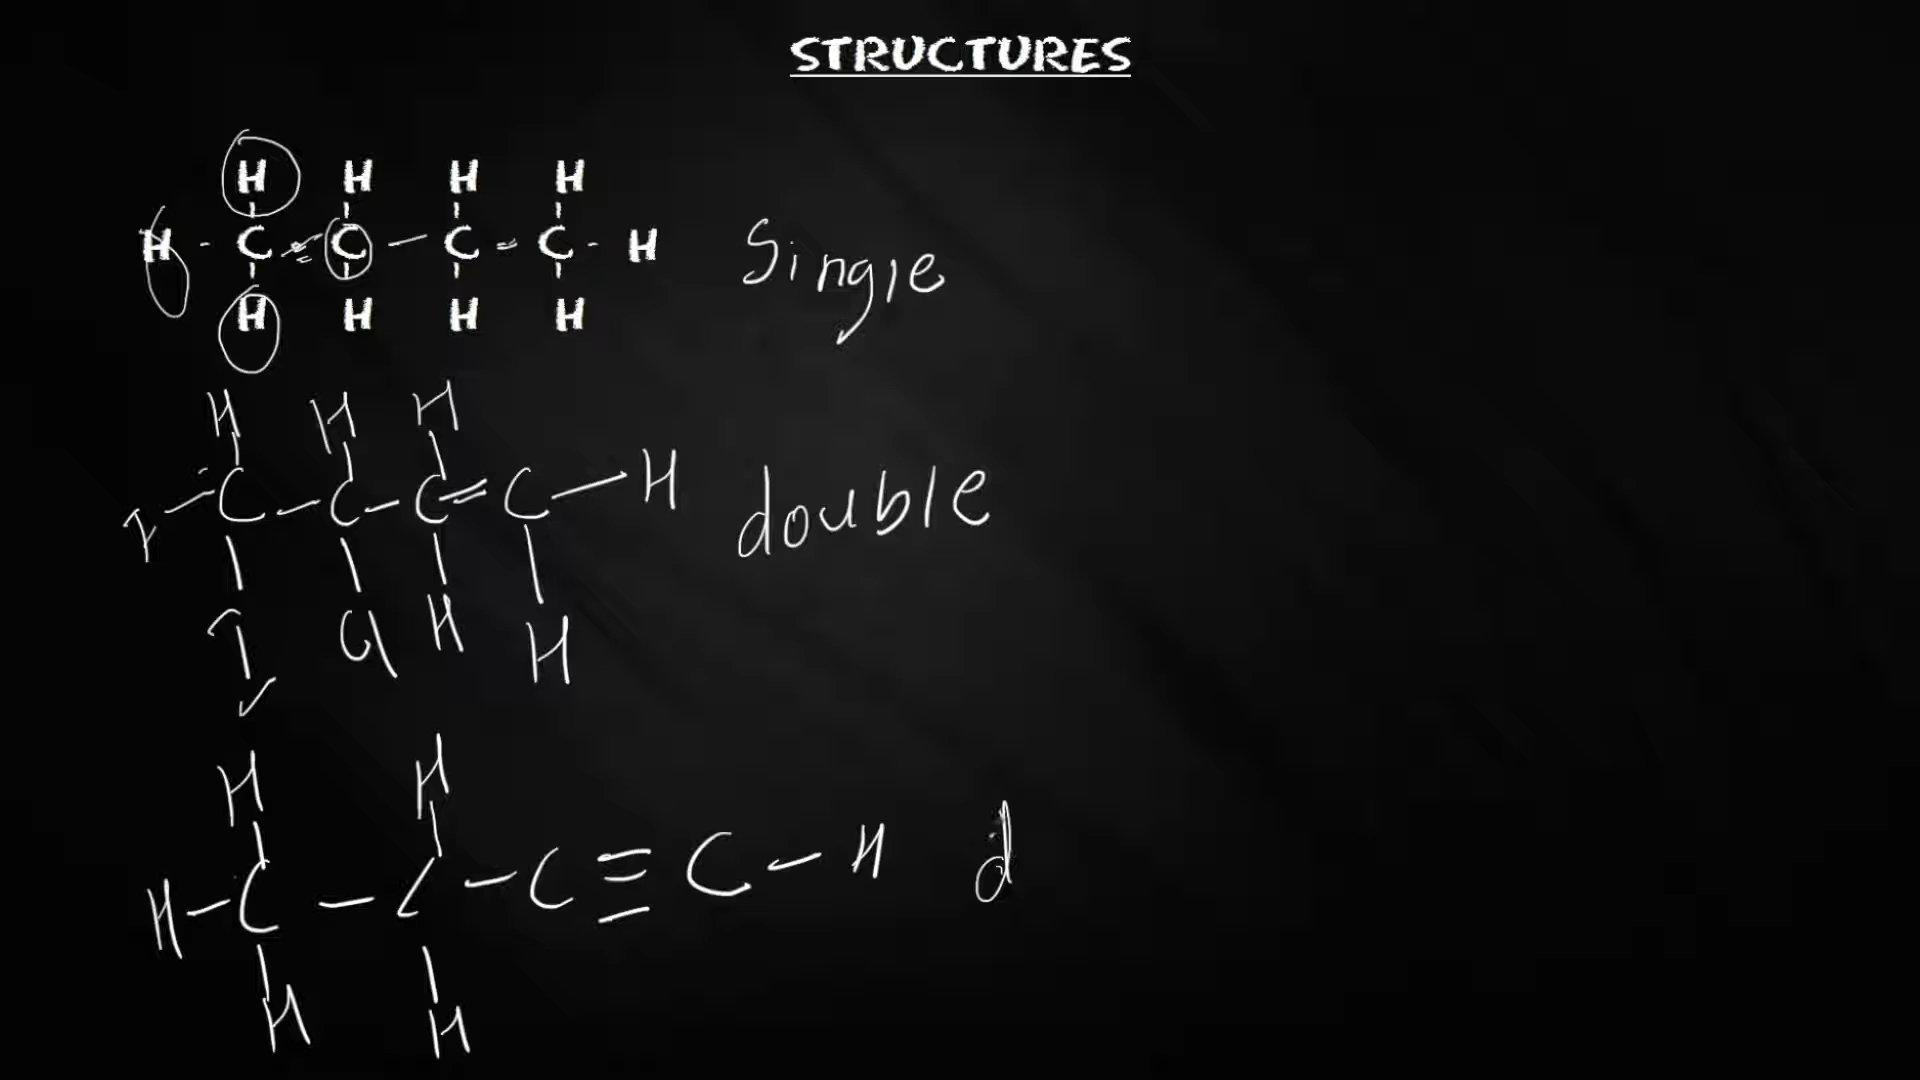 STRUCTURES
H H H H
H - C = C - C = C - H Single
H H H H
H H H
I - C - C - C = C - H double
I Cl H H
H H
H - C - C - C ≡ C - H d
H H